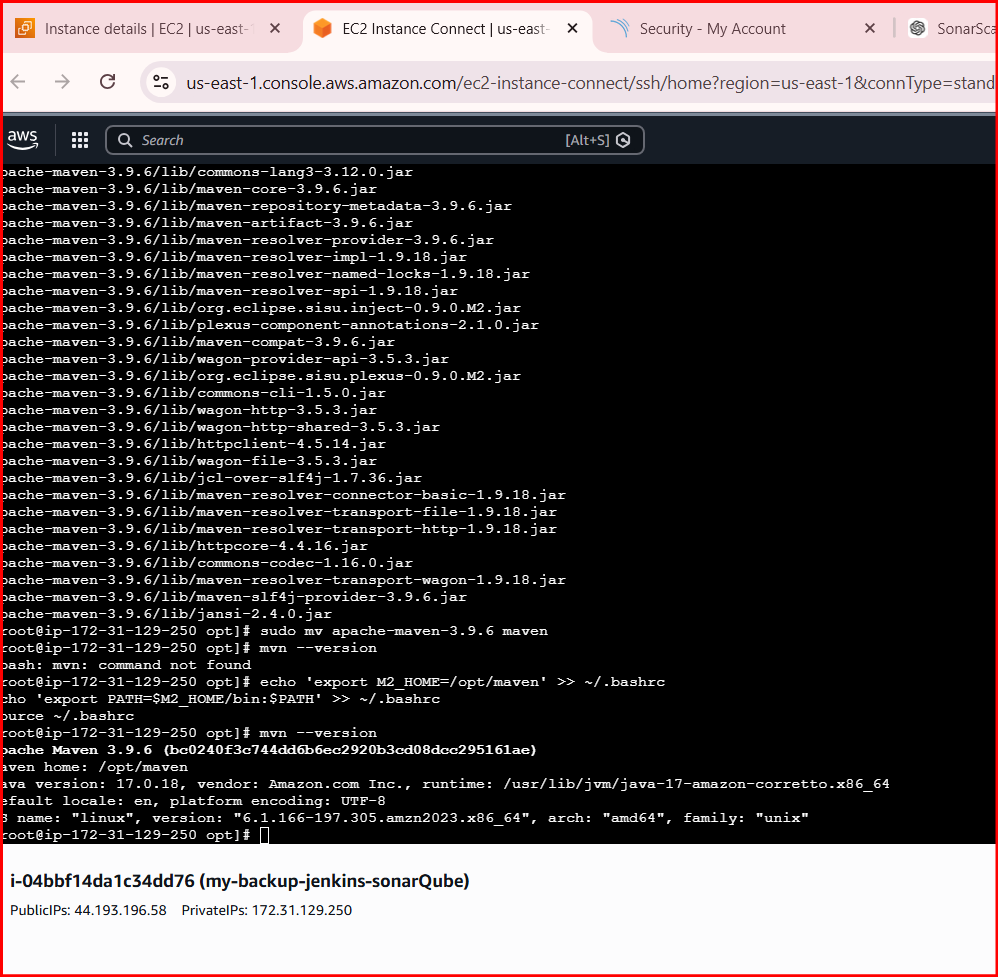 Instance details | EC2 | us-east-
EC2 Instance Connect | us-east-
Security - My Account
SonarSca
us-east-1.console.aws.amazon.com/ec2-instance-connect/ssh/home?region=us-east-1&connType=stand
aws
Search
[Alt+S]
pache-maven-3.9.6/lib/commons-lang3-3.12.0.jar
pache-maven-3.9.6/lib/maven-core-3.9.6.jar
pache-maven-3.9.6/lib/maven-repository-metadata-3.9.6.jar
pache-maven-3.9.6/lib/maven-artifact-3.9.6.jar
pache-maven-3.9.6/lib/maven-resolver-provider-3.9.6.jar
pache-maven-3.9.6/lib/maven-resolver-impl-1.9.18.jar
pache-maven-3.9.6/lib/maven-resolver-named-locks-1.9.18.jar
pache-maven-3.9.6/lib/maven-resolver-spi-1.9.18.jar
pache-maven-3.9.6/lib/org.eclipse.sisu.inject-0.9.0.M2.jar
pache-maven-3.9.6/lib/plexus-component-annotations-2.1.0.jar
pache-maven-3.9.6/lib/maven-compat-3.9.6.jar
pache-maven-3.9.6/lib/wagon-provider-api-3.5.3.jar
pache-maven-3.9.6/lib/org.eclipse.sisu.plexus-0.9.0.M2.jar
pache-maven-3.9.6/lib/commons-cli-1.5.0.jar
pache-maven-3.9.6/lib/wagon-http-3.5.3.jar
pache-maven-3.9.6/lib/wagon-http-shared-3.5.3.jar
pache-maven-3.9.6/lib/httpclient-4.5.14.jar
pache-maven-3.9.6/lib/wagon-file-3.5.3.jar
pache-maven-3.9.6/lib/jcl-over-slf4j-1.7.36.jar
pache-maven-3.9.6/lib/maven-resolver-connector-basic-1.9.18.jar
pache-maven-3.9.6/lib/maven-resolver-transport-file-1.9.18.jar
pache-maven-3.9.6/lib/maven-resolver-transport-http-1.9.18.jar
pache-maven-3.9.6/lib/httpcore-4.4.16.jar
pache-maven-3.9.6/lib/commons-codec-1.16.0.jar
pache-maven-3.9.6/lib/maven-resolver-transport-wagon-1.9.18.jar
pache-maven-3.9.6/lib/maven-slf4j-provider-3.9.6.jar
pache-maven-3.9.6/lib/jansi-2.4.0.jar
root@ip-172-31-129-250 opt]# sudo mv apache-maven-3.9.6 maven
root@ip-172-31-129-250 opt]# mvn --version
bash: mvn: command not found
root@ip-172-31-129-250 opt]# echo 'export M2_HOME=/opt/maven' >> ~/.bashrc
cho 'export PATH=$M2_HOME/bin:$PATH' >> ~/.bashrc
ource ~/.bashrc
root@ip-172-31-129-250 opt]# mvn --version
pache Maven 3.9.6 (bc0240f3c744dd6b6ec2920b3cd08dcc295161ae)
aven home: /opt/maven
ava version: 17.0.18, vendor: Amazon.com Inc., runtime: /usr/lib/jvm/java-17-amazon-corretto.x86_64
efault locale: en, platform encoding: UTF-8
S name: "linux", version: "6.1.166-197.305.amzn2023.x86_64", arch: "amd64", family: "unix"
root@ip-172-31-129-250 opt]#
i-04bbf14da1c34dd76 (my-backup-jenkins-sonarQube)
PublicIPs: 44.193.196.58 PrivateIPs: 172.31.129.250